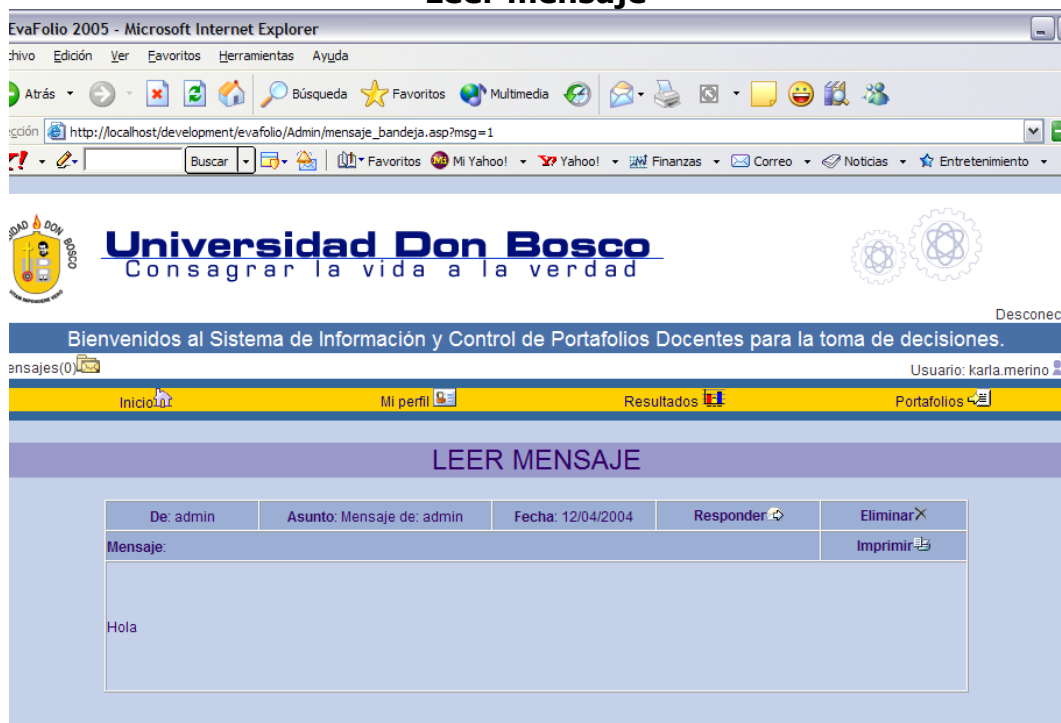 Leer mensaje
EvaFolio 2005 - Microsoft Internet Explorer
chivo Edición Ver Favoritos Herramientas Ayuda
Atrás Búsqueda Favoritos Multimedia
ección http://localhost/development/evafolio/Admin/mensaje_bandeja.asp?msg=1
Y! Buscar Favoritos Mi Yahoo! Yahoo! Finanzas Correo Noticias Entretenimiento
DAD DON BOSCO
Universidad Don Bosco
Consagrar la vida a la verdad
Desconec
Bienvenidos al Sistema de Información y Control de Portafolios Docentes para la toma de decisiones.
ensajes(0) Usuario: karla.merino
Inicio Mi perfil Resultados Portafolios
LEER MENSAJE
De: admin Asunto: Mensaje de: admin Fecha: 12/04/2004 Responder Eliminar
Mensaje: Imprimir
Hola